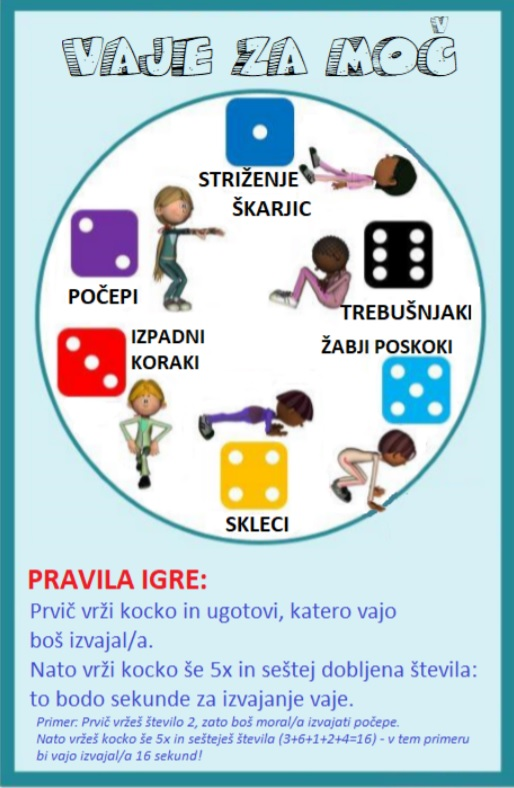 VAJE ZA MOČ
STRIŽENJE
ŠKARJIC
POČEPI
TREBUŠNJAKI
IZPADNI
KORAKI
ŽABJI POSKOKI
SKLECI
PRAVILA IGRE:
Prvič vrži kocko in ugotovi, katero vajo
boš izvajal/a.
Nato vrži kocko še 5x in seštej dobljena števila:
to bodo sekunde za izvajanje vaje.
Primer: Prvič vržeš število 2, zato boš moral/a izvajati počepe.
Nato vržeš kocko še 5x in sešteješ števila (3+6+1+2+4=16) - v tem primeru
bi vajo izvajal/a 16 sekund!